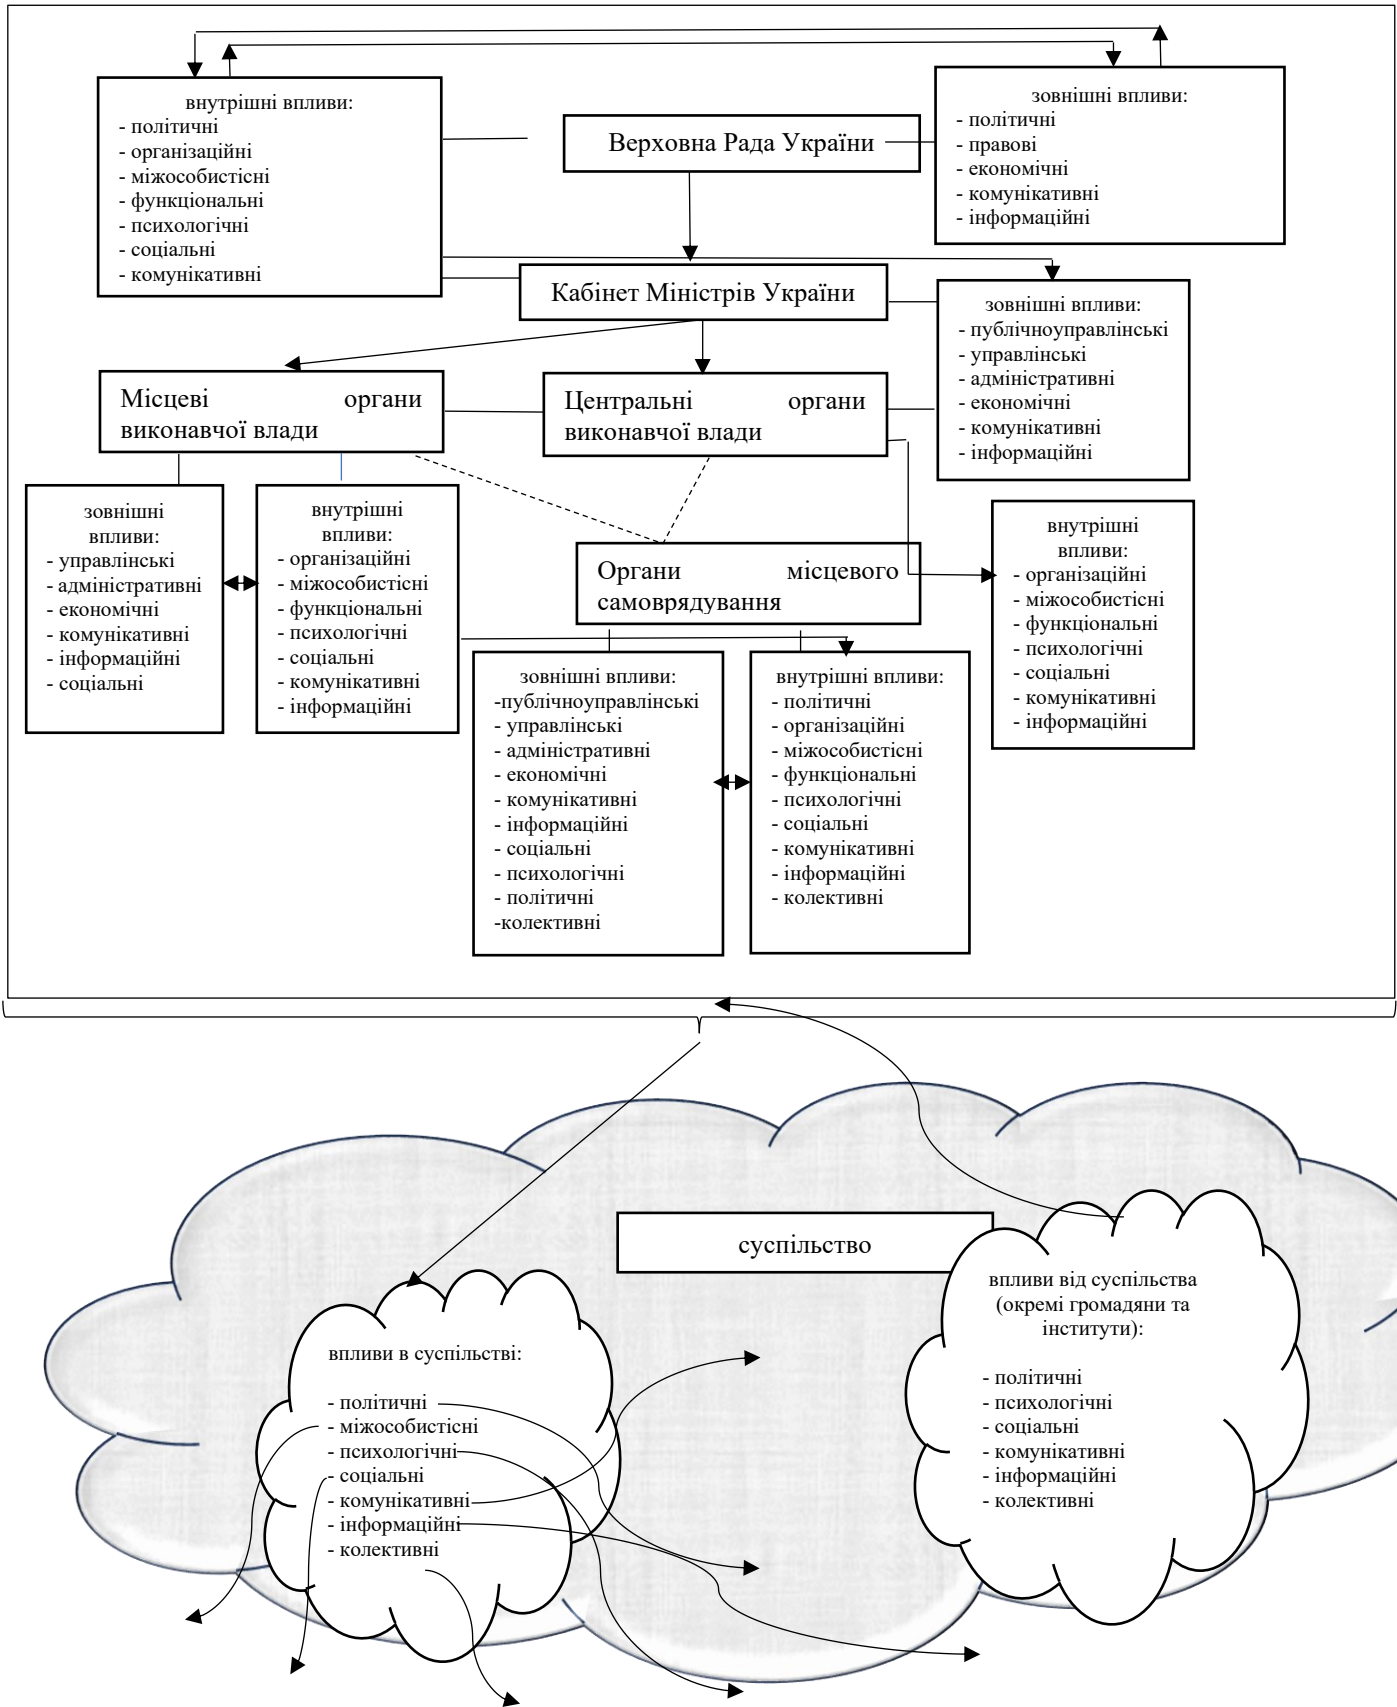 внутрішні впливи:
- політичні
- організаційні
- міжособистісні
- функціональні
- психологічні
- соціальні
- комунікативні
Верховна Рада України
зовнішні впливи:
- політичні
- правові
- економічні
- комунікативні
- інформаційні
Кабінет Міністрів України
зовнішні впливи:
- публічноуправлінські
- управлінські
- адміністративні
- економічні
- комунікативні
- інформаційні
Місцеві органи
виконавчої влади
Центральні органи
виконавчої влади
зовнішні
впливи:
- управлінські
- адміністративні
- економічні
- комунікативні
- інформаційні
- соціальні
внутрішні
впливи:
- організаційні
- міжособистісні
- функціональні
- психологічні
- соціальні
- комунікативні
- інформаційні
Органи місцевого
самоврядування
внутрішні
впливи:
- організаційні
- міжособистісні
- функціональні
- психологічні
- соціальні
- комунікативні
- інформаційні
зовнішні впливи:
-публічноуправлінські
- управлінські
- адміністративні
- економічні
- комунікативні
- інформаційні
- соціальні
- психологічні
- політичні
-колективні
внутрішні впливи:
- політичні
- організаційні
- міжособистісні
- функціональні
- психологічні
- соціальні
- комунікативні
- інформаційні
- колективні
суспільство
впливи в суспільстві:
- політичні
- міжособистісні
- психологічні
- соціальні
- комунікативні
- інформаційні
- колективні
впливи від суспільства
(окремі громадяни та
інститути):
- політичні
- психологічні
- соціальні
- комунікативні
- інформаційні
- колективні